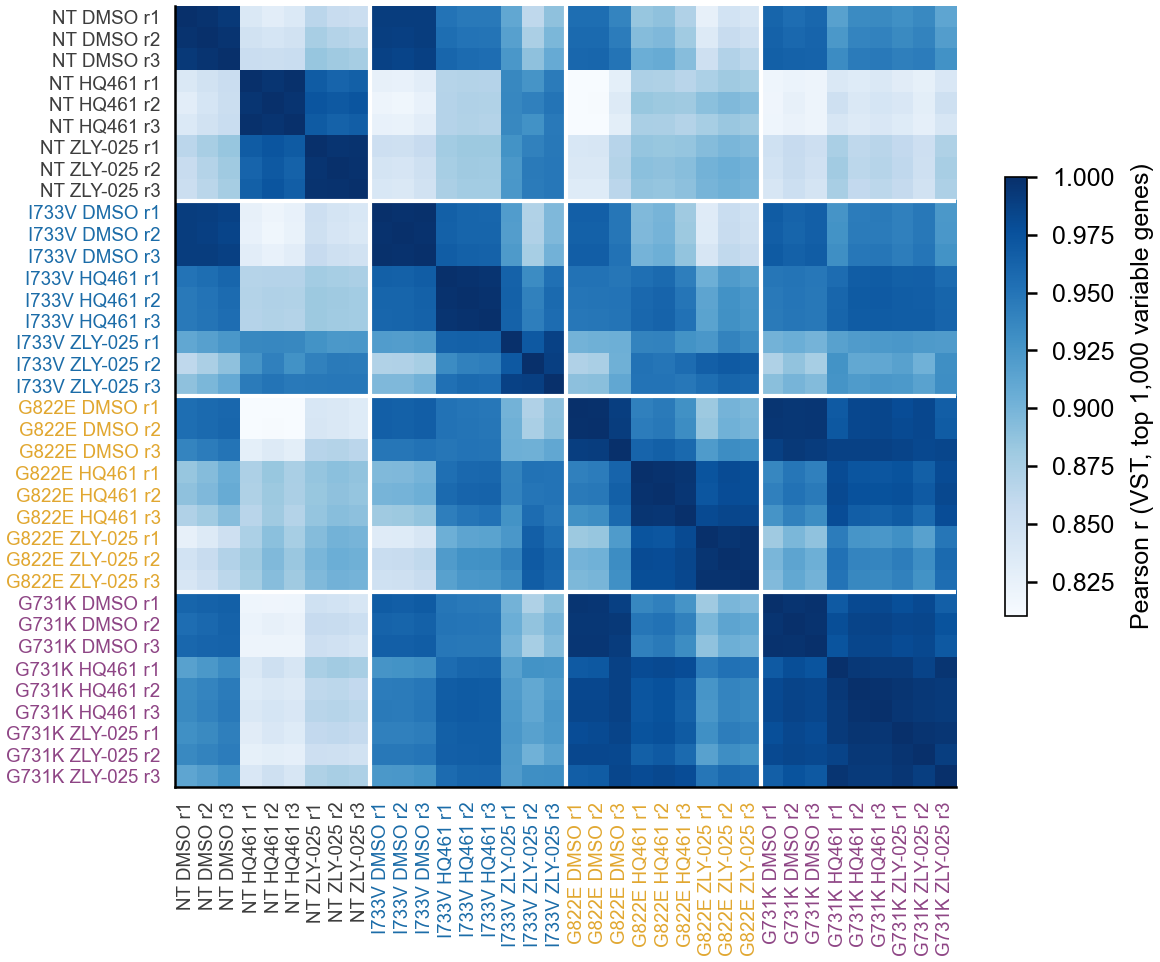 NT DMSO r1
NT DMSO r2
NT DMSO r3
NT HQ461 r1
NT HQ461 r2
NT HQ461 r3
NT ZLY-025 r1
NT ZLY-025 r2
NT ZLY-025 r3
I733V DMSO r1
I733V DMSO r2
I733V DMSO r3
I733V HQ461 r1
I733V HQ461 r2
I733V HQ461 r3
I733V ZLY-025 r1
I733V ZLY-025 r2
I733V ZLY-025 r3
G822E DMSO r1
G822E DMSO r2
G822E DMSO r3
G822E HQ461 r1
G822E HQ461 r2
G822E HQ461 r3
G822E ZLY-025 r1
G822E ZLY-025 r2
G822E ZLY-025 r3
G731K DMSO r1
G731K DMSO r2
G731K DMSO r3
G731K HQ461 r1
G731K HQ461 r2
G731K HQ461 r3
G731K ZLY-025 r1
G731K ZLY-025 r2
G731K ZLY-025 r3
NT DMSO r1
NT DMSO r2
NT DMSO r3
NT HQ461 r1
NT HQ461 r2
NT HQ461 r3
NT ZLY-025 r1
NT ZLY-025 r2
NT ZLY-025 r3
I733V DMSO r1
I733V DMSO r2
I733V DMSO r3
I733V HQ461 r1
I733V HQ461 r2
I733V HQ461 r3
I733V ZLY-025 r1
I733V ZLY-025 r2
I733V ZLY-025 r3
G822E DMSO r1
G822E DMSO r2
G822E DMSO r3
G822E HQ461 r1
G822E HQ461 r2
G822E HQ461 r3
G822E ZLY-025 r1
G822E ZLY-025 r2
G822E ZLY-025 r3
G731K DMSO r1
G731K DMSO r2
G731K DMSO r3
G731K HQ461 r1
G731K HQ461 r2
G731K HQ461 r3
G731K ZLY-025 r1
G731K ZLY-025 r2
G731K ZLY-025 r3
1.000
0.975
0.950
0.925
0.900
0.875
0.850
0.825
Pearson r (VST, top 1,000 variable genes)